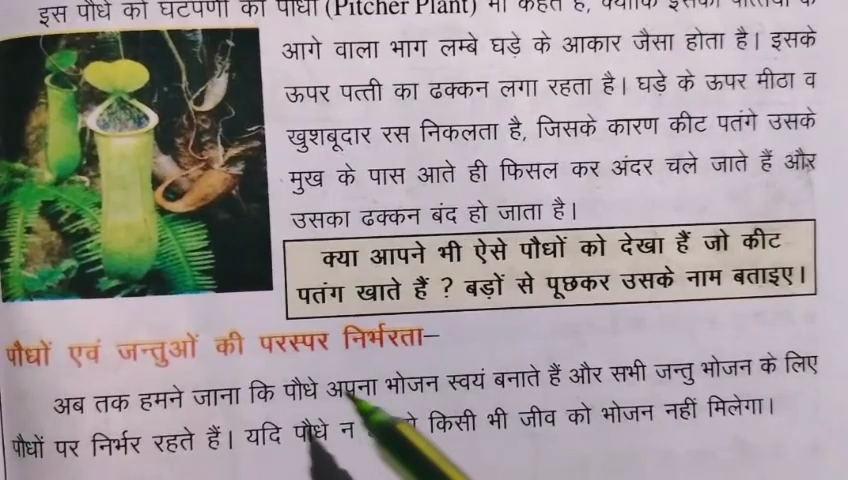 इस पौधे को घटपर्णी का पौधा (Pitcher Plant) भी कहते हैं, क्योंकि इसकी पत्तियों के
आगे वाला भाग लम्बे घड़े के आकार जैसा होता है। इसके
ऊपर पत्ती का ढक्कन लगा रहता है। घड़े के ऊपर मीठा व
खुशबूदार रस निकलता है, जिसके कारण कीट पतंगे उसके
मुख के पास आते ही फिसल कर अंदर चले जाते हैं और
उसका ढक्कन बंद हो जाता है।
क्या आपने भी ऐसे पौधों को देखा हैं जो कीट
पतंग खाते हैं ? बड़ों से पूछकर उसके नाम बताइए।
पौधों एवं जन्तुओं की परस्पर निर्भरता–
अब तक हमने जाना कि पौधे अपना भोजन स्वयं बनाते हैं और सभी जन्तु भोजन के लिए
पौधों पर निर्भर रहते हैं। यदि पौधे न किसी भी जीव को भोजन नहीं मिलेगा।